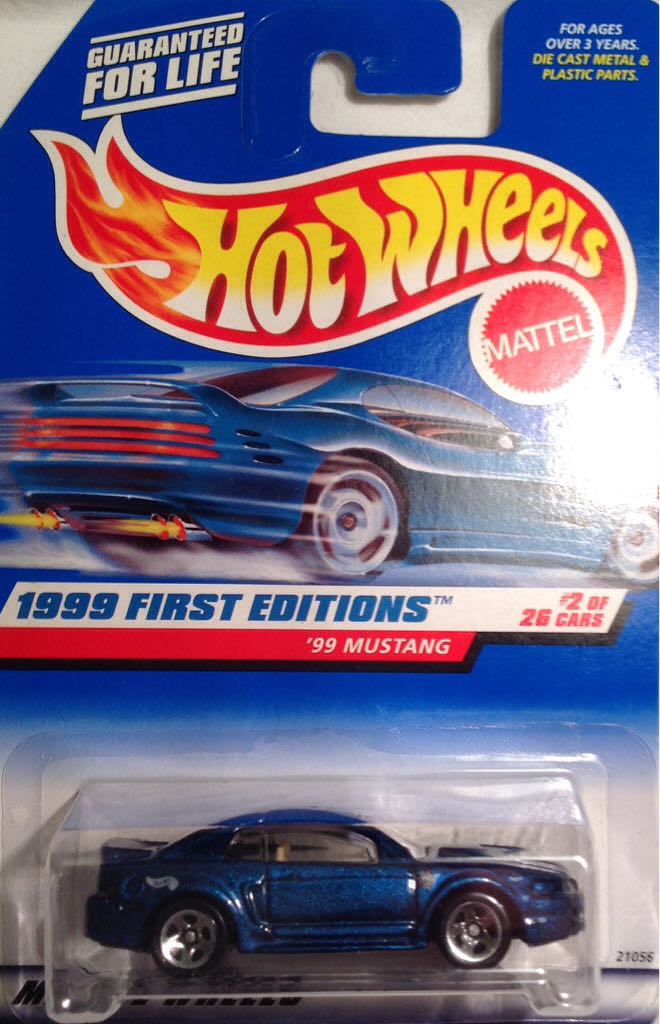 GUARANTEED
FOR LIFE
FOR AGES
OVER 3 YEARS.
DIE CAST METAL &
PLASTIC PARTS.
HOT WHEELS
MATTEL
1999 FIRST EDITIONS™
#2 OF
26 CARS
'99 MUSTANG
21056
WHEELS